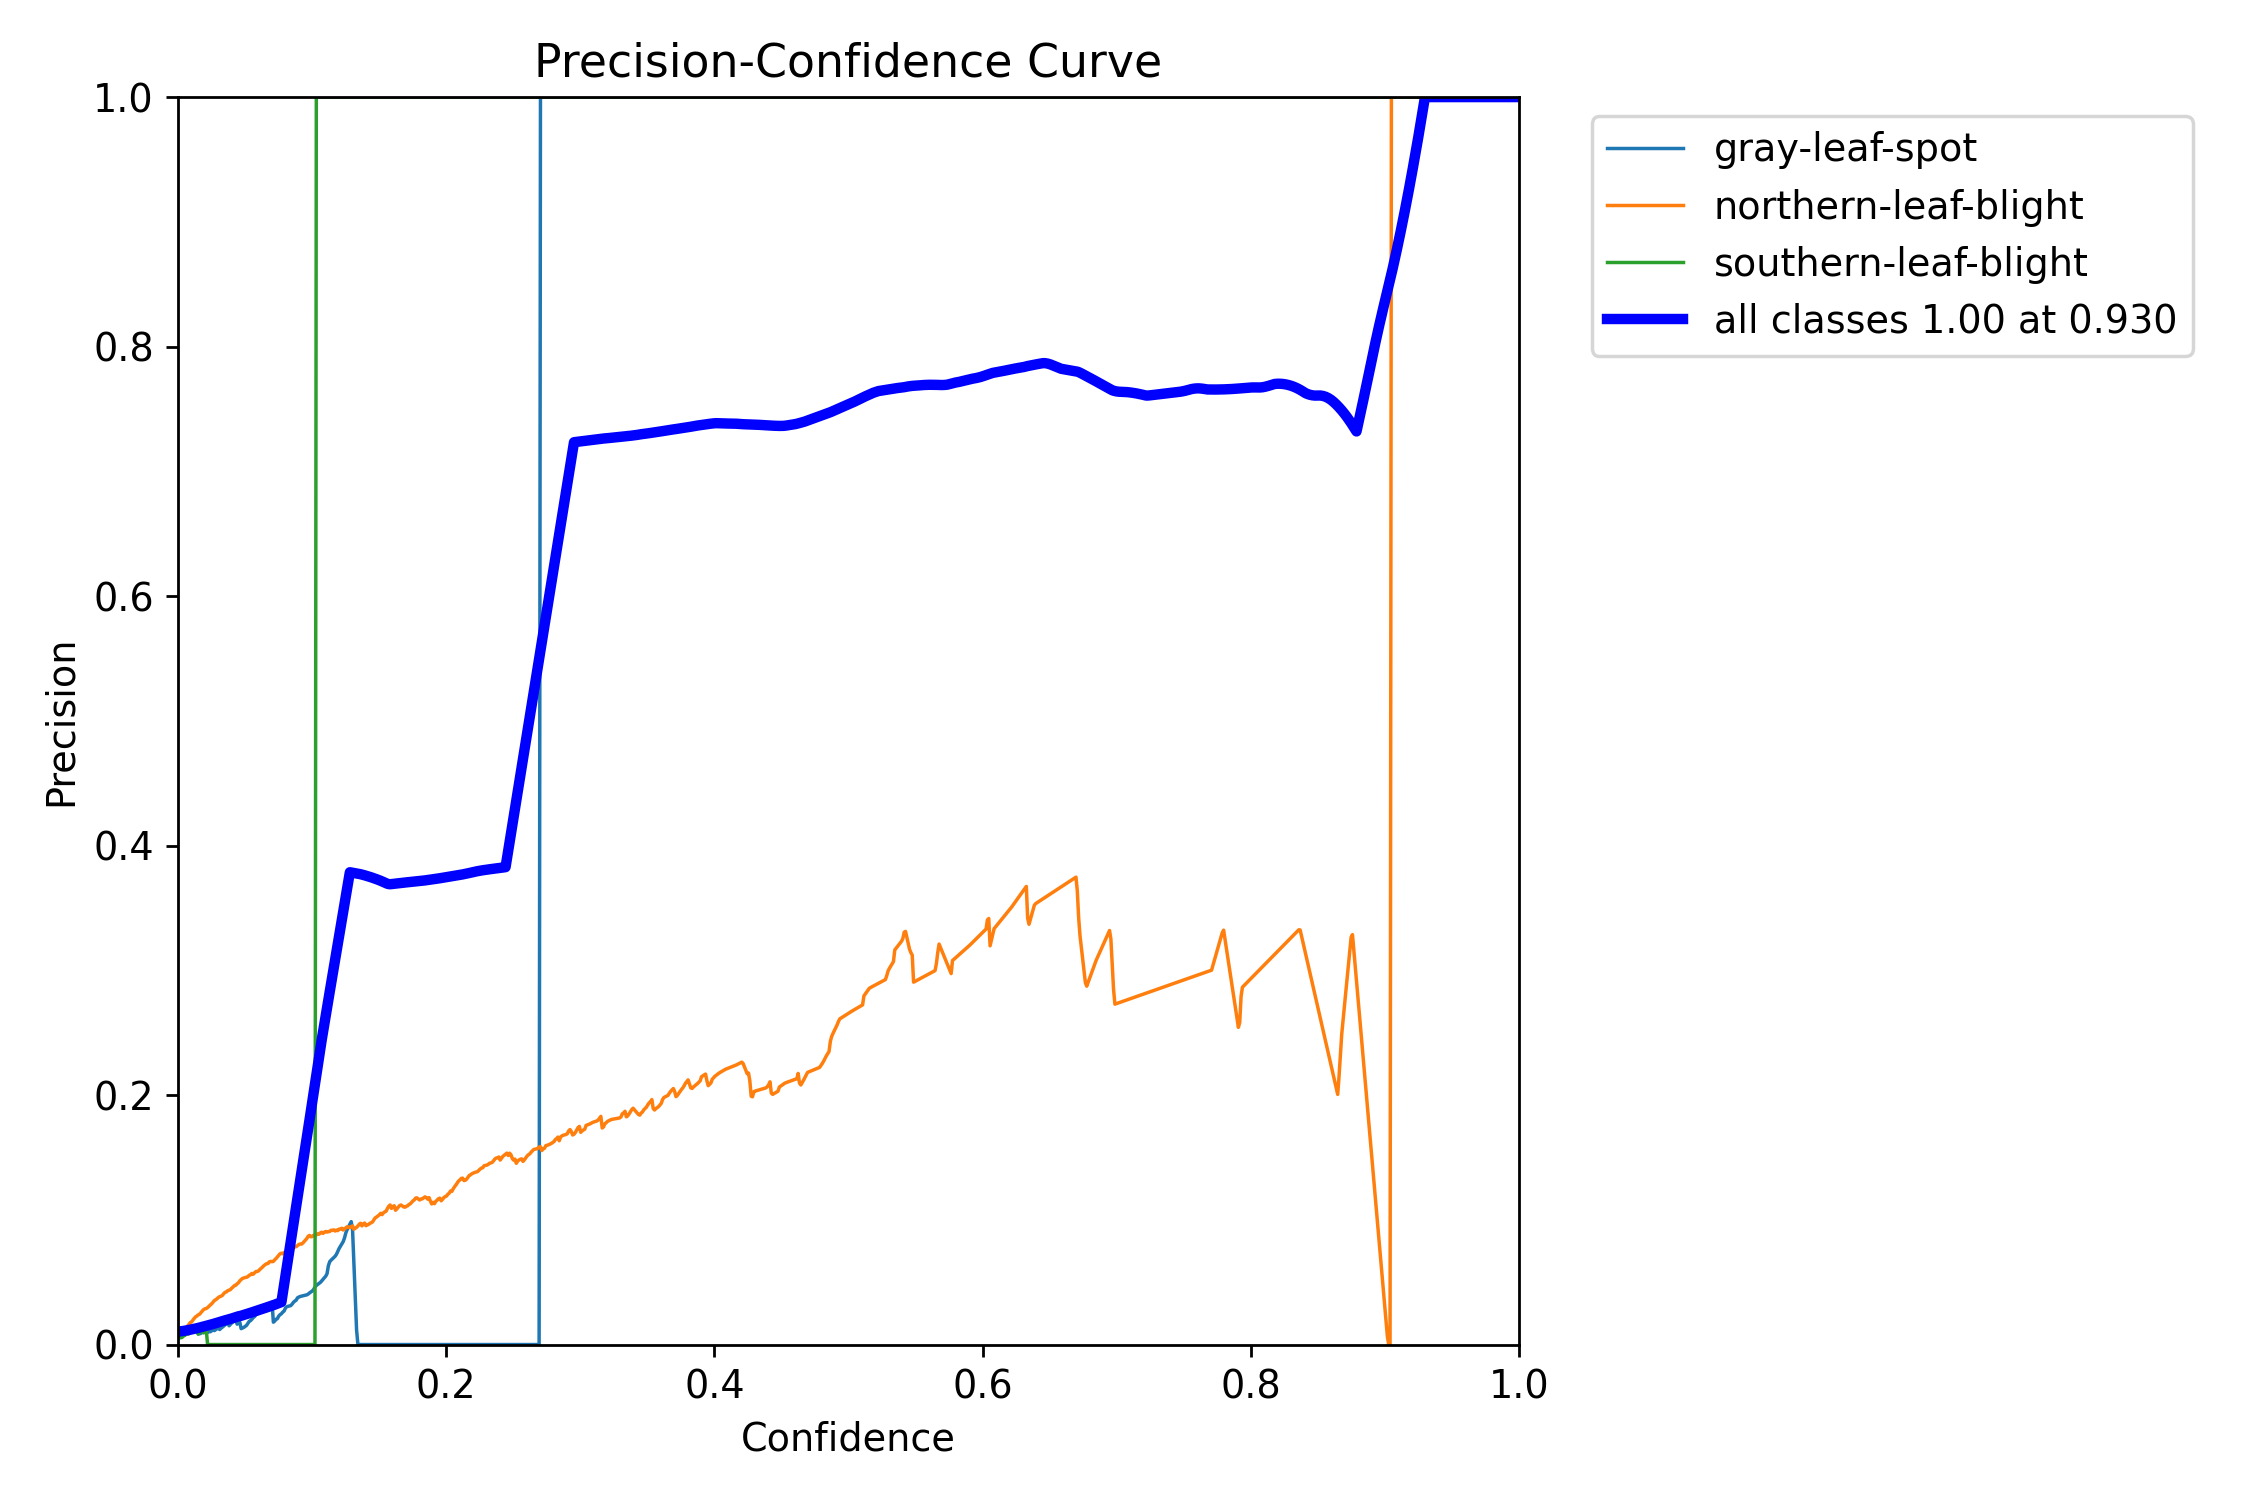 Precision-Confidence Curve
1.0
0.8
0.6
0.4
0.2
0.0
Precision
0.0 0.2 0.4 0.6 0.8 1.0
Confidence
gray-leaf-spot
northern-leaf-blight
southern-leaf-blight
all classes 1.00 at 0.930